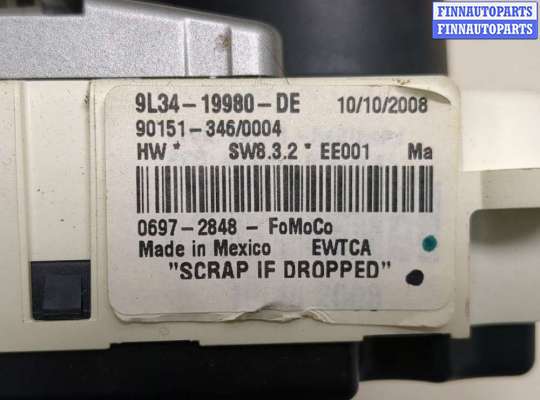 FINNAUTOPARTS
FINNAUTOPARTS
9L34-19980-DE 10/10/2008
90151-346/0004
HW * SW8.3.2 * EE001 Ma
0697-2848-FoMoCo
Made in Mexico EWTCA
"SCRAP IF DROPPED"